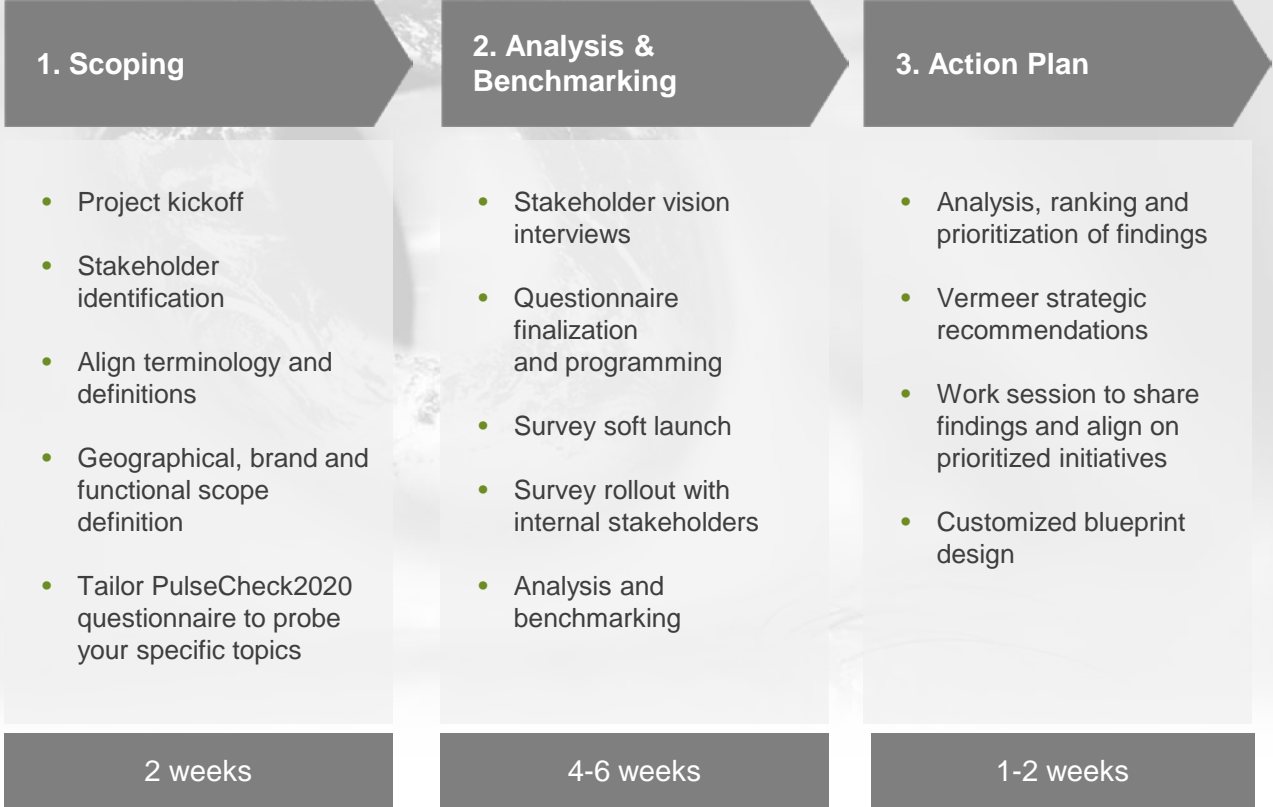 1. Scoping
• Project kickoff
• Stakeholder
identification
• Align terminology and
definitions
• Geographical, brand and
functional scope
definition
• Tailor PulseCheck2020
questionnaire to probe
your specific topics
2 weeks
2. Analysis &
Benchmarking
• Stakeholder vision
interviews
• Questionnaire
finalization
and programming
• Survey soft launch
• Survey rollout with
internal stakeholders
• Analysis and
benchmarking
4-6 weeks
3. Action Plan
• Analysis, ranking and
prioritization of findings
• Vermeer strategic
recommendations
• Work session to share
findings and align on
prioritized initiatives
• Customized blueprint
design
1-2 weeks